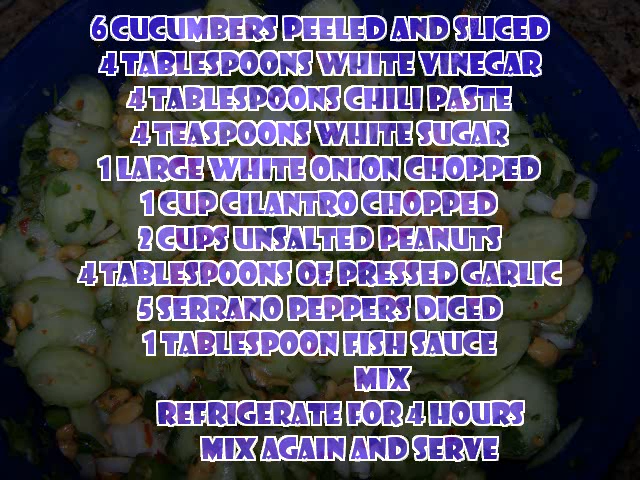 6 CUCUMBERS PEELED AND SLICED
4 TABLESPOONS WHITE VINEGAR
4 TABLESPOONS CHILI PASTE
4 TEASPOONS WHITE SUGAR
1 LARGE WHITE ONION CHOPPED
1 CUP CILANTRO CHOPPED
2 CUPS UNSALTED PEANUTS
4 TABLESPOONS OF PRESSED GARLIC
5 SERRANO PEPPERS DICED
1 TABLESPOON FISH SAUCE
MIX
REFRIGERATE FOR 4 HOURS
MIX AGAIN AND SERVE